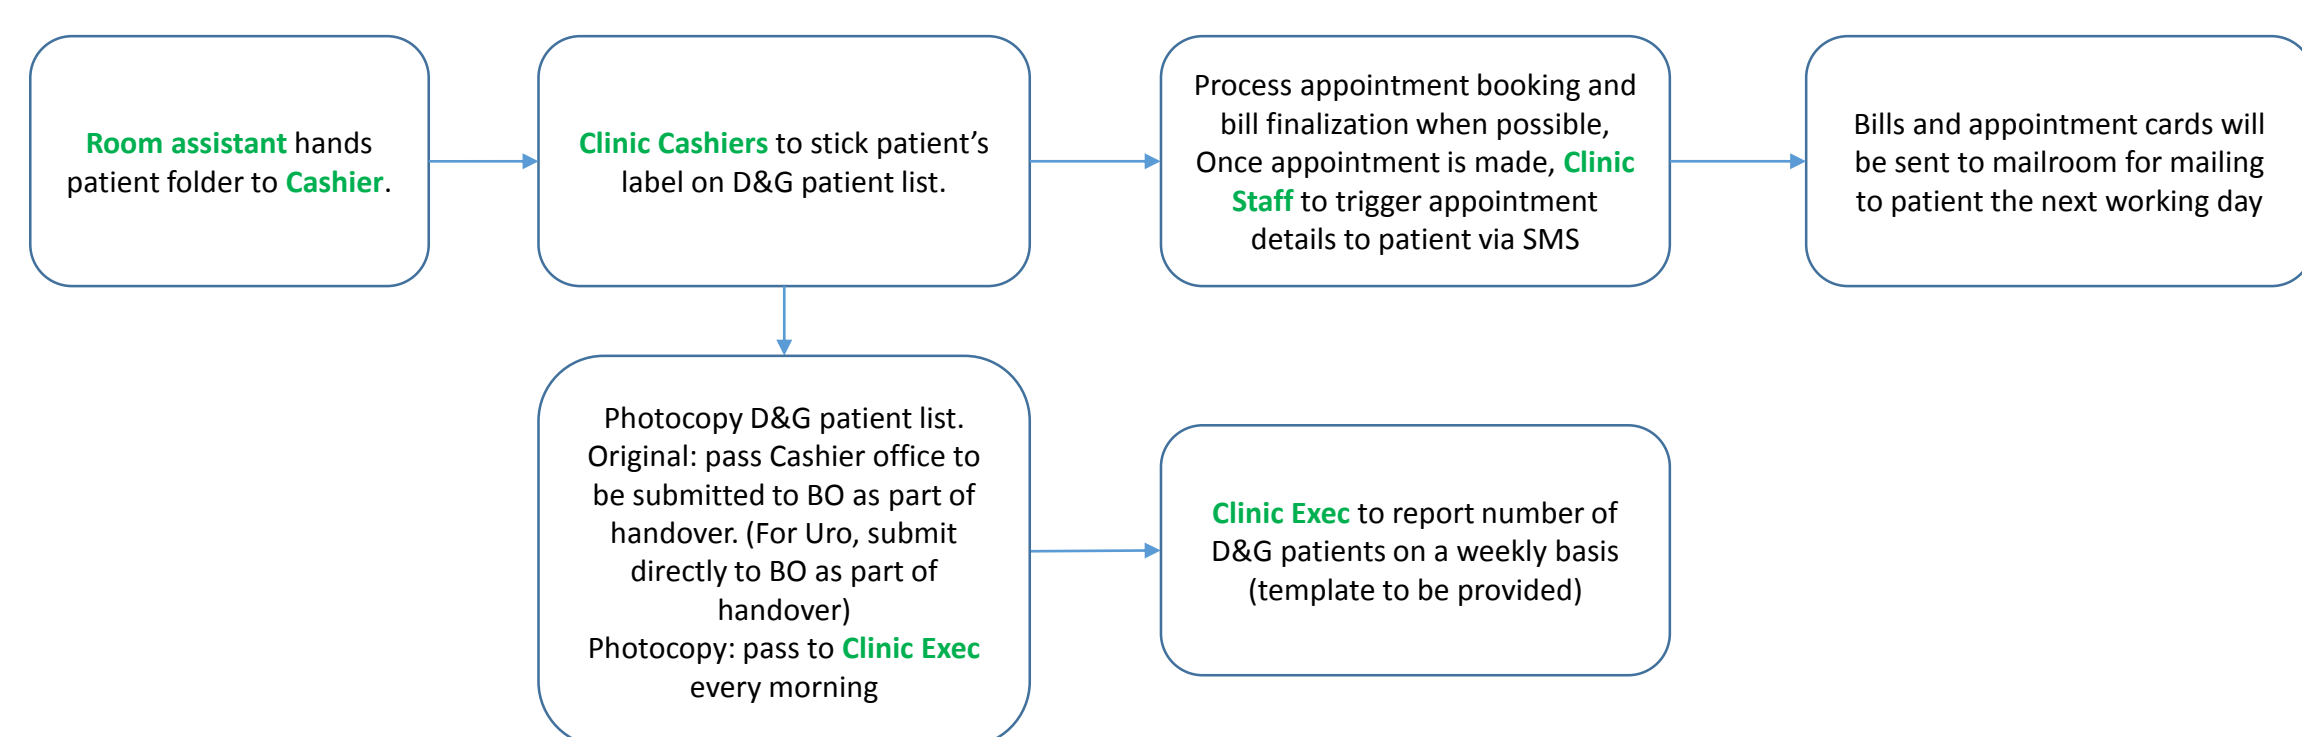 Room assistant hands
patient folder to Cashier.
Clinic Cashiers to stick patient's
label on D&G patient list.
Process appointment booking and
bill finalization when possible,
Once appointment is made, Clinic
Staff to trigger appointment
details to patient via SMS
Bills and appointment cards will
be sent to mailroom for mailing
to patient the next working day
Photocopy D&G patient list.
Original: pass Cashier office to
be submitted to BO as part of
handover. (For Uro, submit
directly to BO as part of
handover)
Photocopy: pass to Clinic Exec
every morning
Clinic Exec to report number of
D&G patients on a weekly basis
(template to be provided)